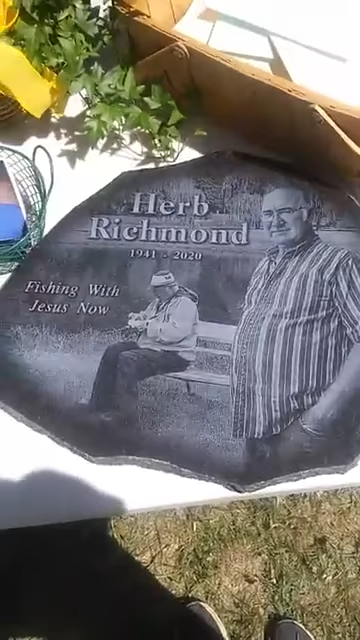 Herb
Richmond
1941 - 2020
Fishing With
Jesus Now